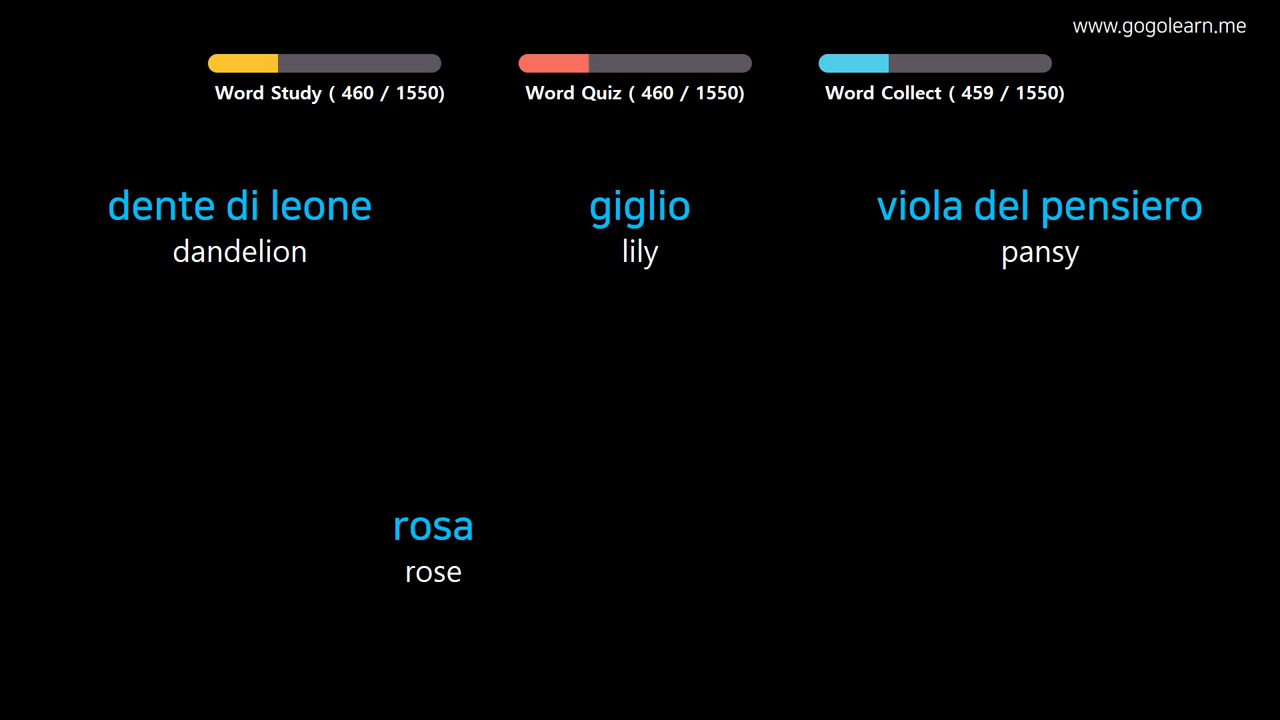 www.gogolearn.me
Word Study ( 460 / 1550)
Word Quiz ( 460 / 1550)
Word Collect ( 459 / 1550)
dente di leone
dandelion
giglio
lily
viola del pensiero
pansy
rosa
rose